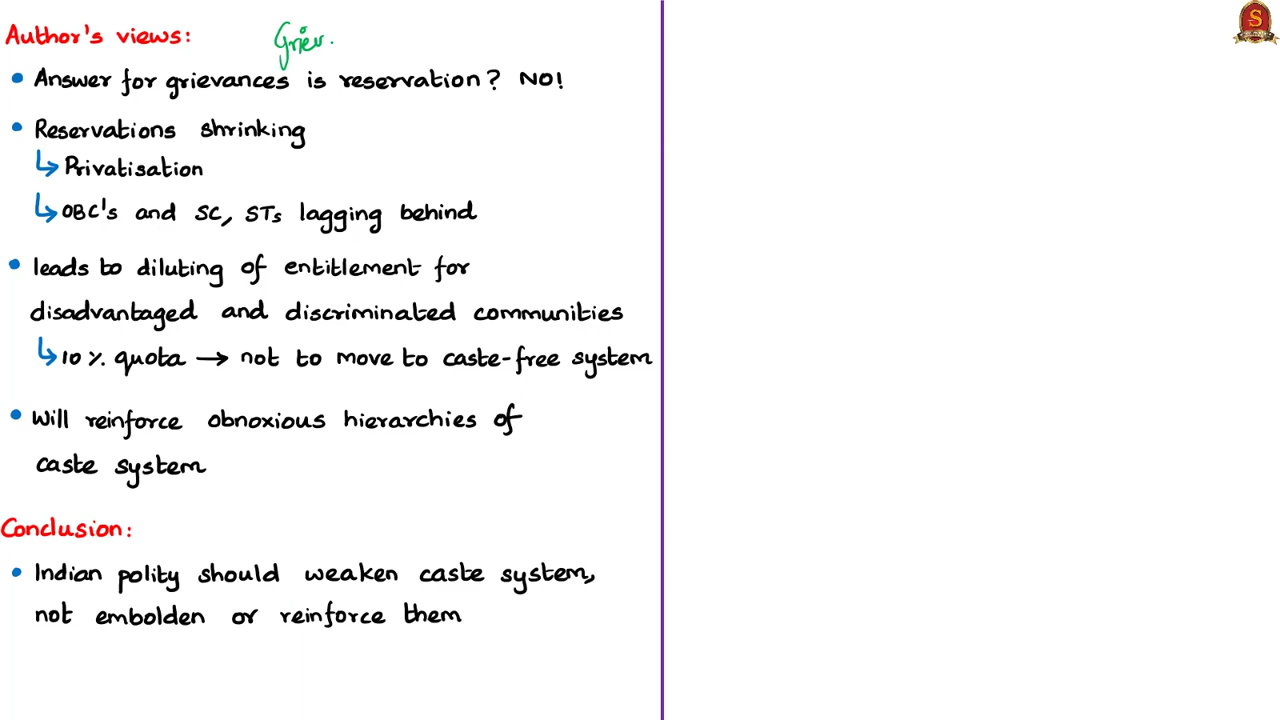 Author's views:
Griev.
• Answer for grievances is reservation? NO!
• Reservations shrinking
↳ Privatisation
↳ OBC's and SC, STs lagging behind
• leads to diluting of entitlement for
disadvantaged and discriminated communities
↳ 10% quota → not to move to caste-free system
• Will reinforce obnoxious hierarchies of
caste system
Conclusion:
• Indian polity should weaken caste system,
not embolden or reinforce them
S